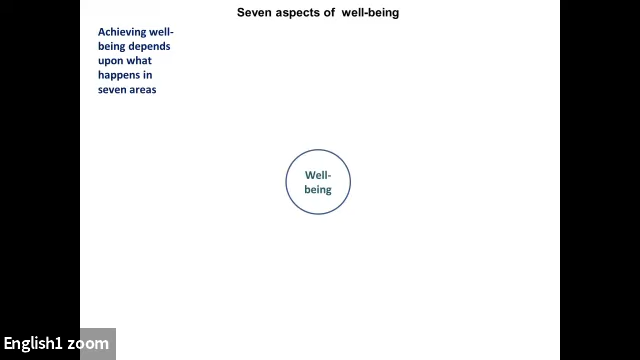 Seven aspects of well-being
Achieving well-
being depends
upon what
happens in
seven areas
Well-
being
English1 zoom